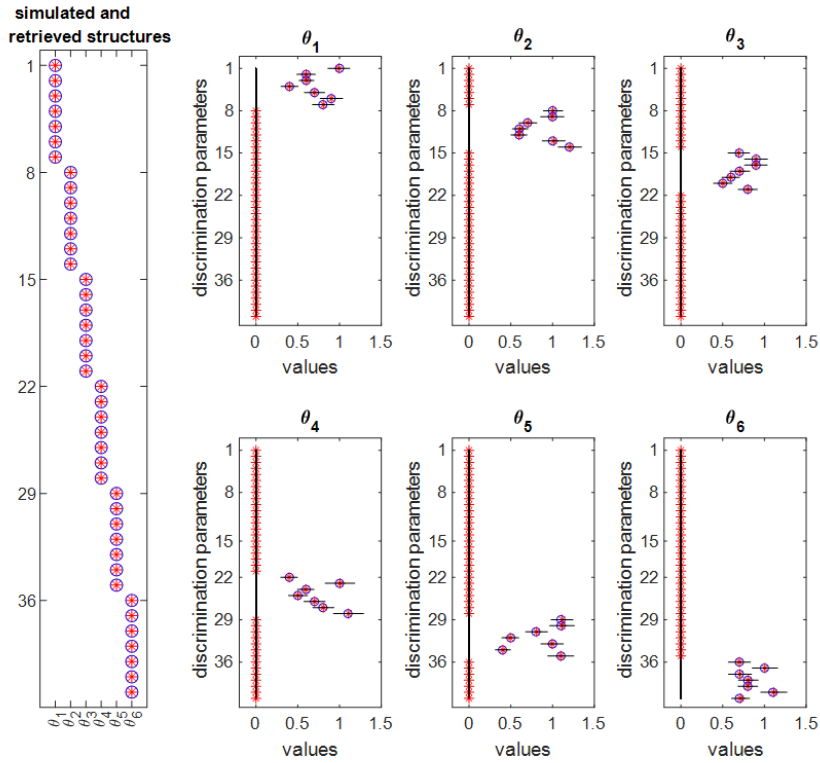 simulated and
retrieved structures
1
8
15
22
29
36
θ1 θ2 θ3 θ4 θ5 θ6
θ1
discrimination parameters
1
8
15
22
29
36
0 0.5 1 1.5
values
θ2
discrimination parameters
1
8
15
22
29
36
0 0.5 1 1.5
values
θ3
discrimination parameters
1
8
15
22
29
36
0 0.5 1 1.5
values
θ4
discrimination parameters
1
8
15
22
29
36
0 0.5 1 1.5
values
θ5
discrimination parameters
1
8
15
22
29
36
0 0.5 1 1.5
values
θ6
discrimination parameters
1
8
15
22
29
36
0 0.5 1 1.5
values